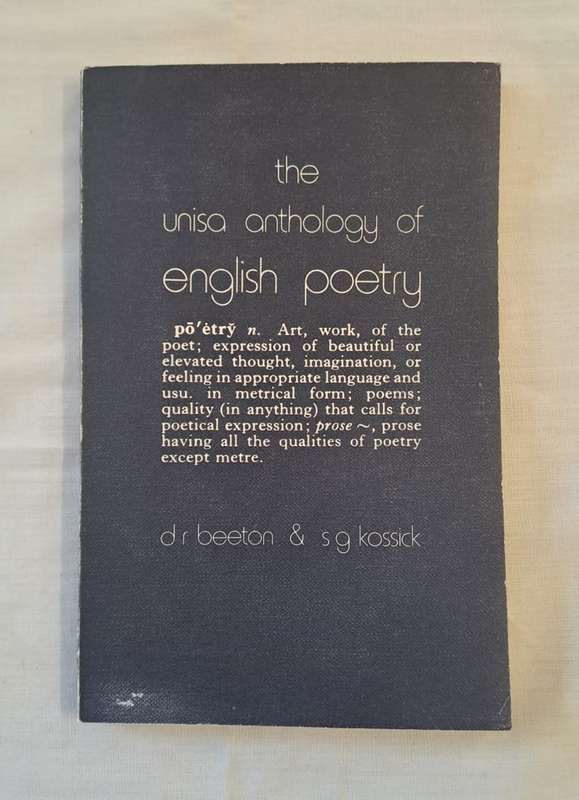 the
unisa anthology of
english poetry
pō′ėtry̆ n. Art, work, of the
poet; expression of beautiful or
elevated thought, imagination, or
feeling in appropriate language and
usu. in metrical form; poems;
quality (in anything) that calls for
poetical expression; prose ~, prose
having all the qualities of poetry
except metre.
d r beeton & s g kossick